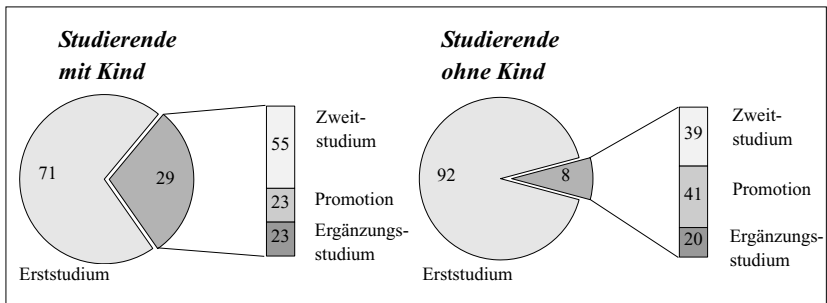 Studierende
mit Kind
71
29
55
23
23
Zweit-
studium
Promotion
Ergänzungs-
studium
Erststudium
Studierende
ohne Kind
92
8
39
41
20
Zweit-
studium
Promotion
Ergänzungs-
studium
Erststudium